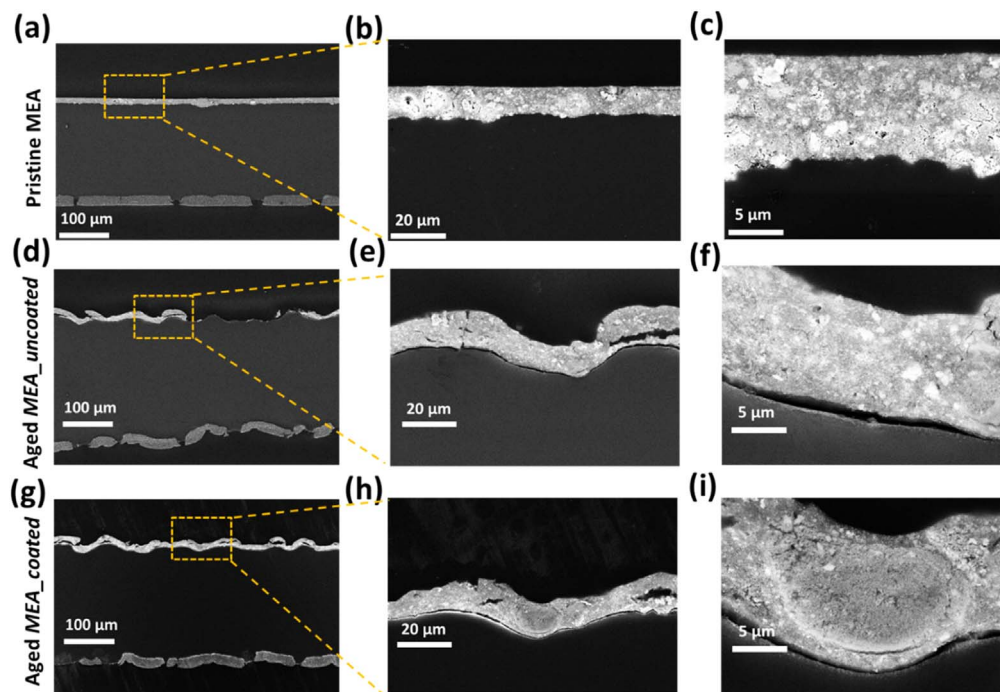 (a)
(b)
(c)
Pristine MEA
100 µm
20 µm
5 µm
(d)
(e)
(f)
Aged MEA_uncoated
100 µm
20 µm
5 µm
(g)
(h)
(i)
Aged MEA_coated
100 µm
20 µm
5 µm